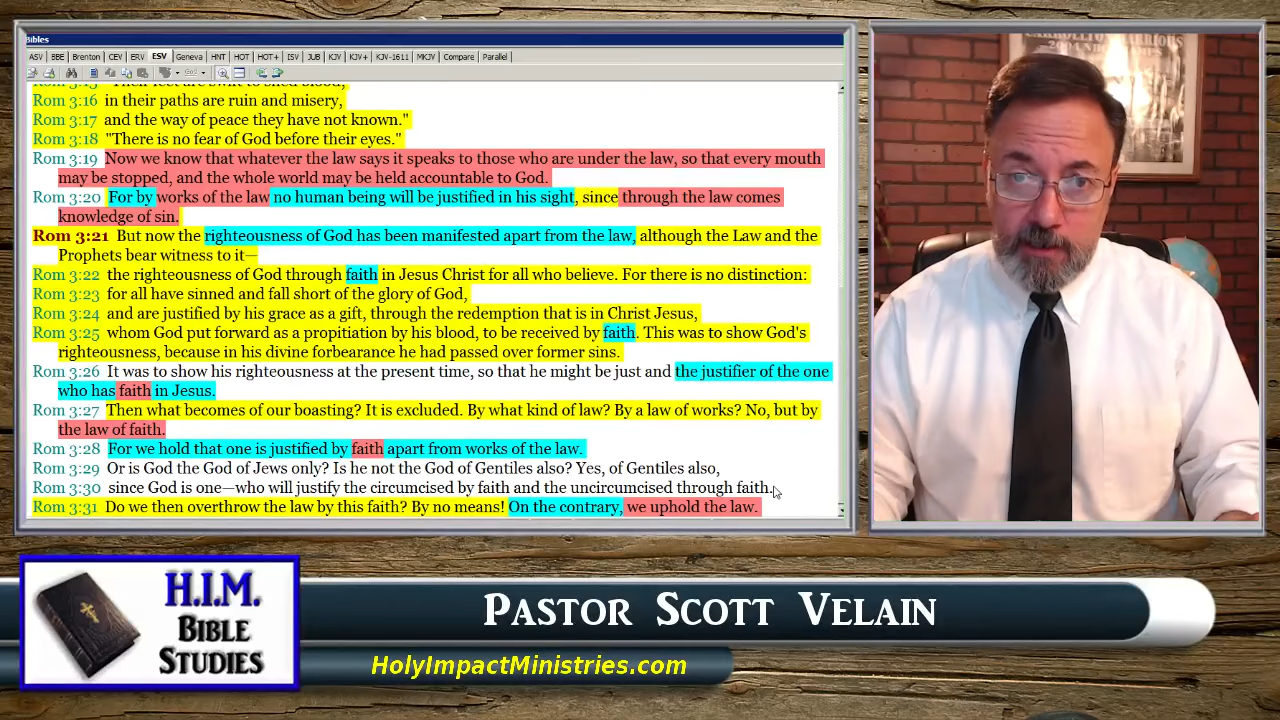 Bibles
ASV BBE Brenton CEV ERV ESV Geneva HNT HOT HOT+ ISV JUB KJV KJV+ KJV-1611 MKJV Compare Parallel
Rom 3:16 in their paths are ruin and misery,
Rom 3:17 and the way of peace they have not known."
Rom 3:18 "There is no fear of God before their eyes."
Rom 3:19 Now we know that whatever the law says it speaks to those who are under the law, so that every mouth
may be stopped, and the whole world may be held accountable to God.
Rom 3:20 For by works of the law no human being will be justified in his sight, since through the law comes
knowledge of sin.
Rom 3:21 But now the righteousness of God has been manifested apart from the law, although the Law and the
Prophets bear witness to it—
Rom 3:22 the righteousness of God through faith in Jesus Christ for all who believe. For there is no distinction:
Rom 3:23 for all have sinned and fall short of the glory of God,
Rom 3:24 and are justified by his grace as a gift, through the redemption that is in Christ Jesus,
Rom 3:25 whom God put forward as a propitiation by his blood, to be received by faith. This was to show God's
righteousness, because in his divine forbearance he had passed over former sins.
Rom 3:26 It was to show his righteousness at the present time, so that he might be just and the justifier of the one
who has faith in Jesus.
Rom 3:27 Then what becomes of our boasting? It is excluded. By what kind of law? By a law of works? No, but by
the law of faith.
Rom 3:28 For we hold that one is justified by faith apart from works of the law.
Rom 3:29 Or is God the God of Jews only? Is he not the God of Gentiles also? Yes, of Gentiles also,
Rom 3:30 since God is one—who will justify the circumcised by faith and the uncircumcised through faith.
Rom 3:31 Do we then overthrow the law by this faith? By no means! On the contrary, we uphold the law.
H.I.M.
BIBLE
STUDIES
PASTOR SCOTT VELAIN
HolyImpactMinistries.com